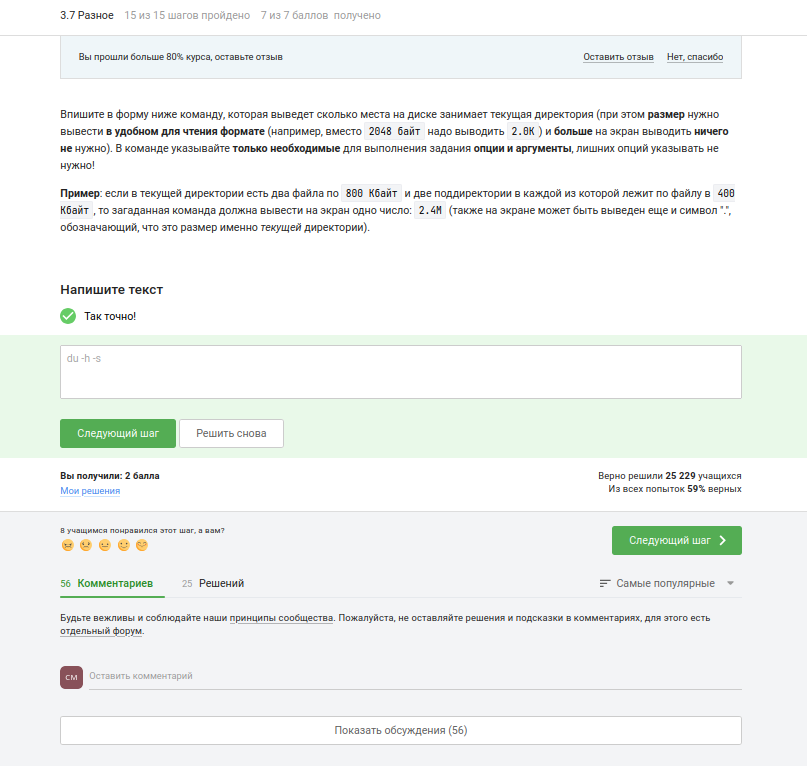 3.7 Разное 15 из 15 шагов пройдено 7 из 7 баллов получено
Вы прошли больше 80% курса, оставьте отзыв Оставить отзыв Нет, спасибо
Впишите в форму ниже команду, которая выведет сколько места на диске занимает текущая директория (при этом размер нужно
вывести в удобном для чтения формате (например, вместо 2048 байт надо выводить 2.0K ) и больше на экран выводить ничего
не нужно). В команде указывайте только необходимые для выполнения задания опции и аргументы, лишних опций указывать не
нужно!
Пример: если в текущей директории есть два файла по 800 Кбайт и две поддиректории в каждой из которой лежит по файлу в 400
Кбайт, то загаданная команда должна вывести на экран одно число: 2.4M (также на экране может быть выведен еще и символ ".",
обозначающий, что это размер именно текущей директории).
Напишите текст
Так точно!
du -h -s
Следующий шаг Решить снова
Вы получили: 2 балла Верно решили 25 229 учащихся
Мои решения Из всех попыток 59% верных
8 учащимся понравился этот шаг, а вам?
Следующий шаг
56 Комментариев 25 Решений Самые популярные
Будьте вежливы и соблюдайте наши принципы сообщества. Пожалуйста, не оставляйте решения и подсказки в комментариях, для этого есть
отдельный форум.
СМ Оставить комментарий
Показать обсуждения (56)